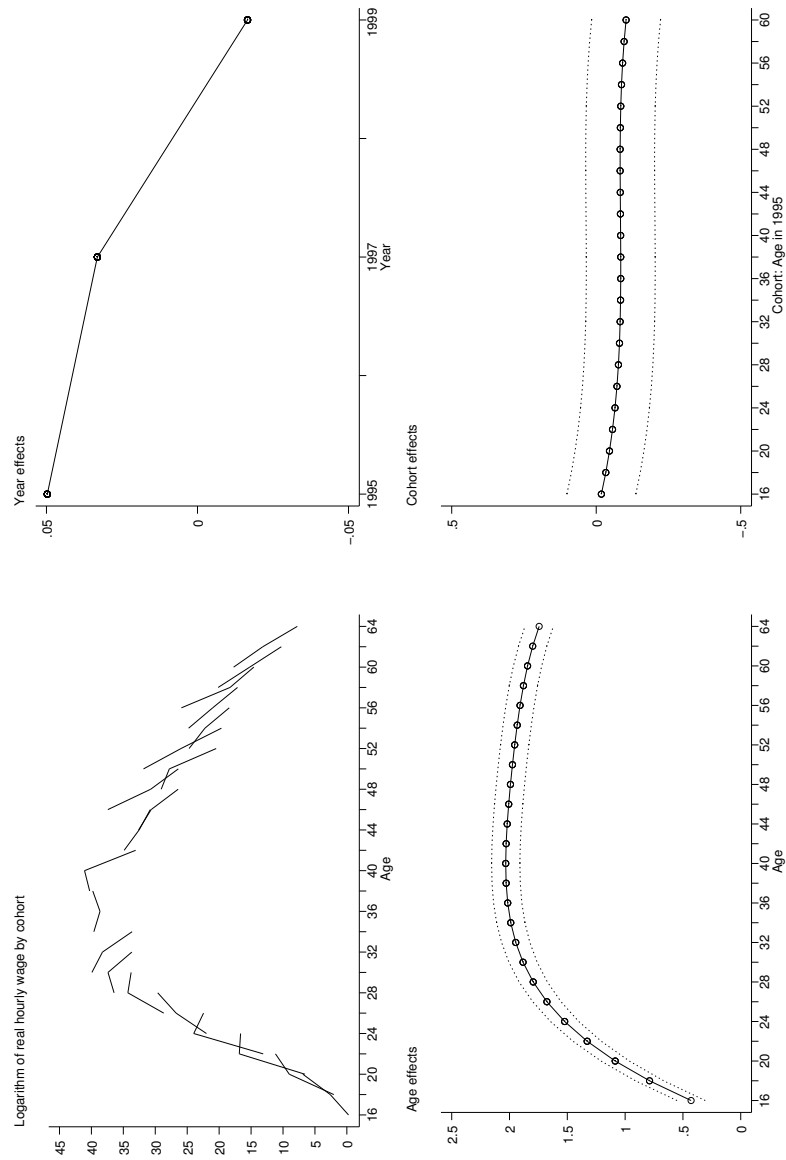 Logarithm of real hourly wage by cohort
45
40
35
30
25
20
15
10
5
0
16 20 24 28 32 36 40 44 48 52 56 60 64
Age
Year effects
.05
0
−.05
1995 1997 1999
Year
Age effects
2.5
2
1.5
1
.5
0
16 20 24 28 32 36 40 44 48 52 56 60 64
Age
Cohort effects
.5
0
−.5
16 20 24 28 32 36 40 44 48 52 56 60
Cohort: Age in 1995